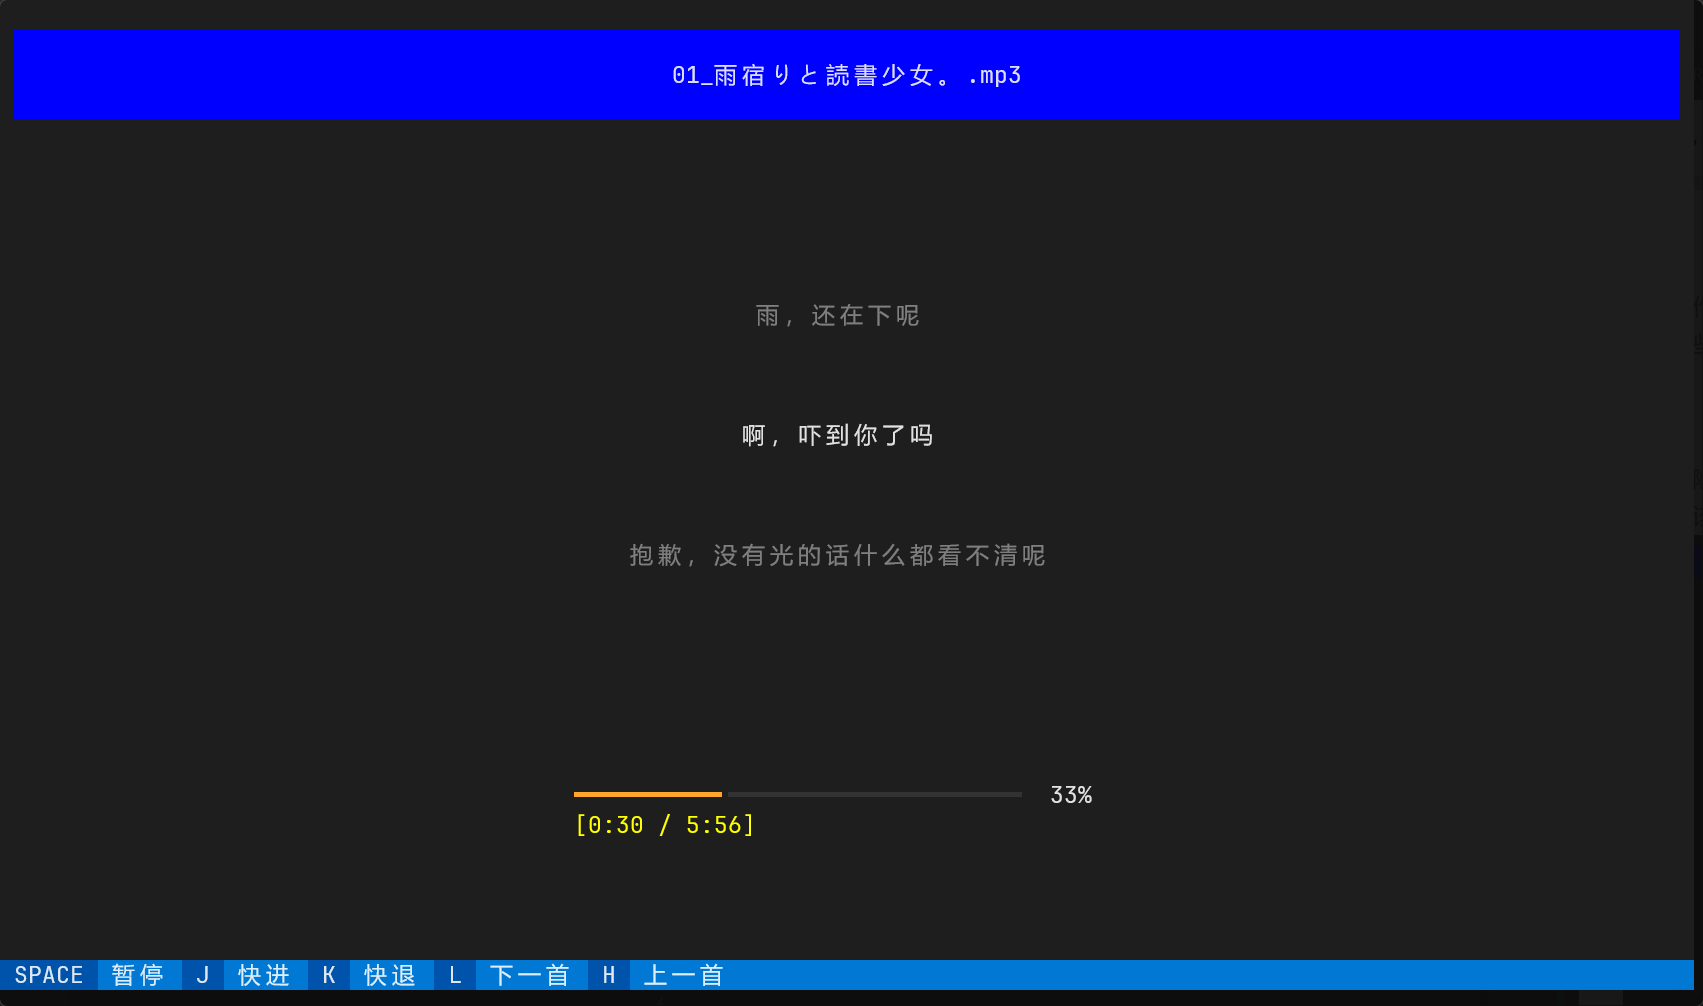 01_雨宿りと読書少女。.mp3
雨，还在下呢
啊，吓到你了吗
抱歉，没有光的话什么都看不清呢
33%
[0:30 / 5:56]
SPACE 暂停 J 快进 K 快退 L 下一首 H 上一首